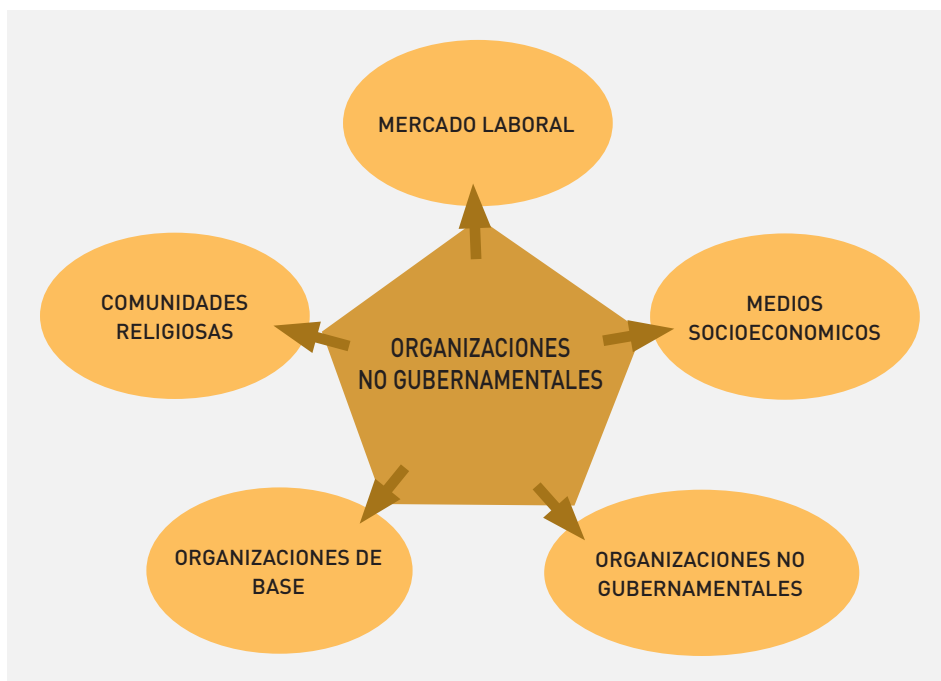 MERCADO LABORAL
COMUNIDADES
RELIGIOSAS
MEDIOS
SOCIOECONOMICOS
ORGANIZACIONES
NO GUBERNAMENTALES
ORGANIZACIONES DE
BASE
ORGANIZACIONES NO
GUBERNAMENTALES